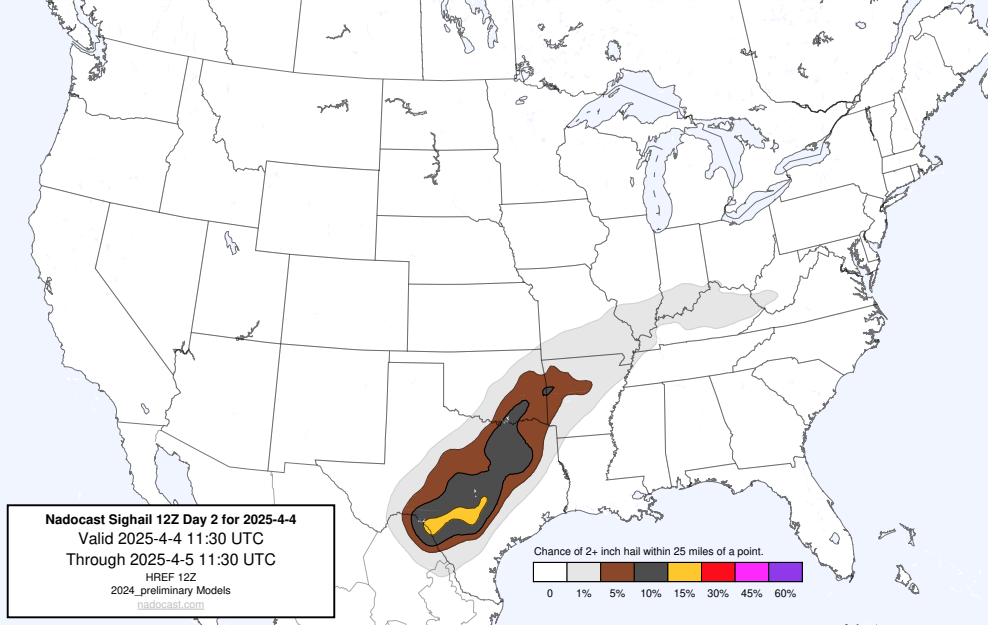 Nadocast Sighail 12Z Day 2 for 2025-4-4
Valid 2025-4-4 11:30 UTC
Through 2025-4-5 11:30 UTC
HREF 12Z
2024_preliminary Models
nadocast.com
Chance of 2+ inch hail within 25 miles of a point.
0 1% 5% 10% 15% 30% 45% 60%